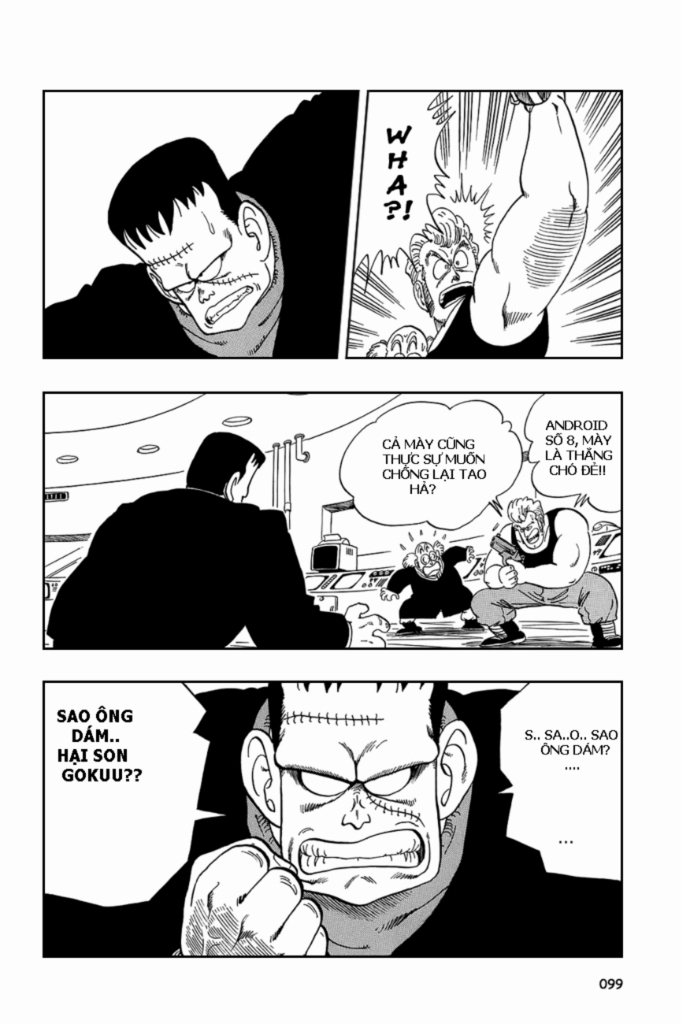 WHA?!
ANDROID
SỐ 8, MÀY
LÀ THẰNG
CHÓ ĐẺ!!
CẢ MÀY CŨNG
THỰC SỰ MUỐN
CHỐNG LẠI TAO
HẢ?
S.. SA..O.. SAO
ÔNG DÁM?
....
...
SAO ÔNG
DÁM..
HẠI SON
GOKUU??
099